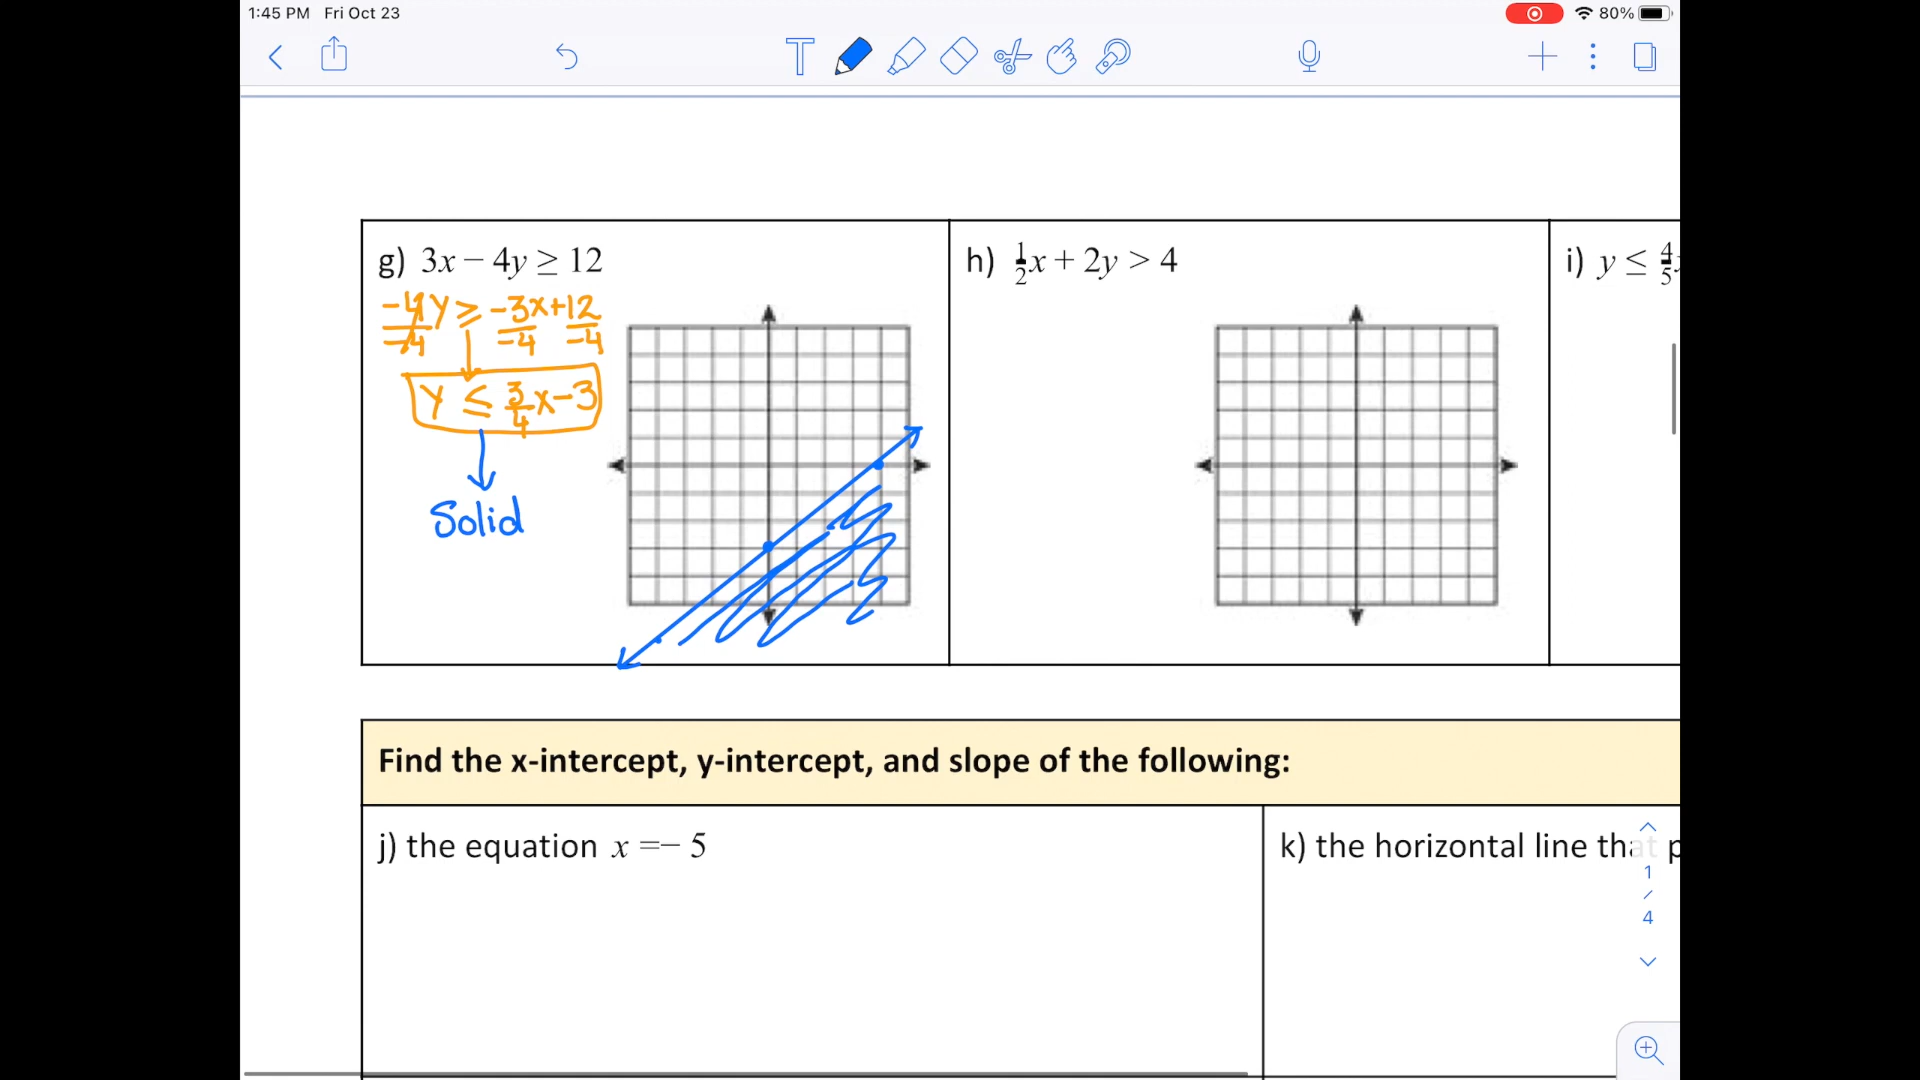 1:45 PM Fri Oct 23
80%
g) 3x − 4y ≥ 12
-4y ≥ -3x+12
-4 -4 -4
y ≤ 3/4x-3
Solid
h) 1/2x + 2y > 4
i) y ≤ 4/5
Find the x-intercept, y-intercept, and slope of the following:
j) the equation x =− 5
k) the horizontal line that p
1
/
4